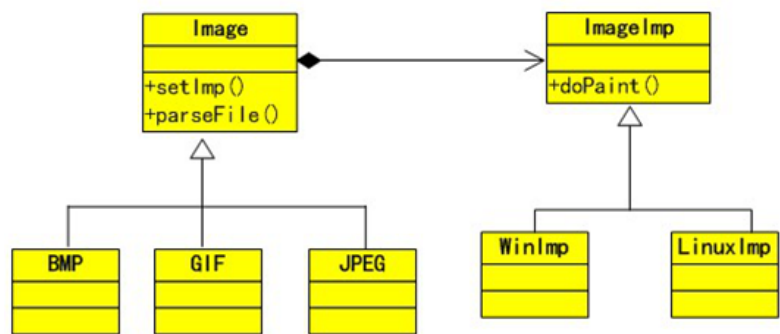 Image
+setImp()
+parseFile()
ImageImp
+doPaint()
BMP
GIF
JPEG
WinImp
LinuxImp